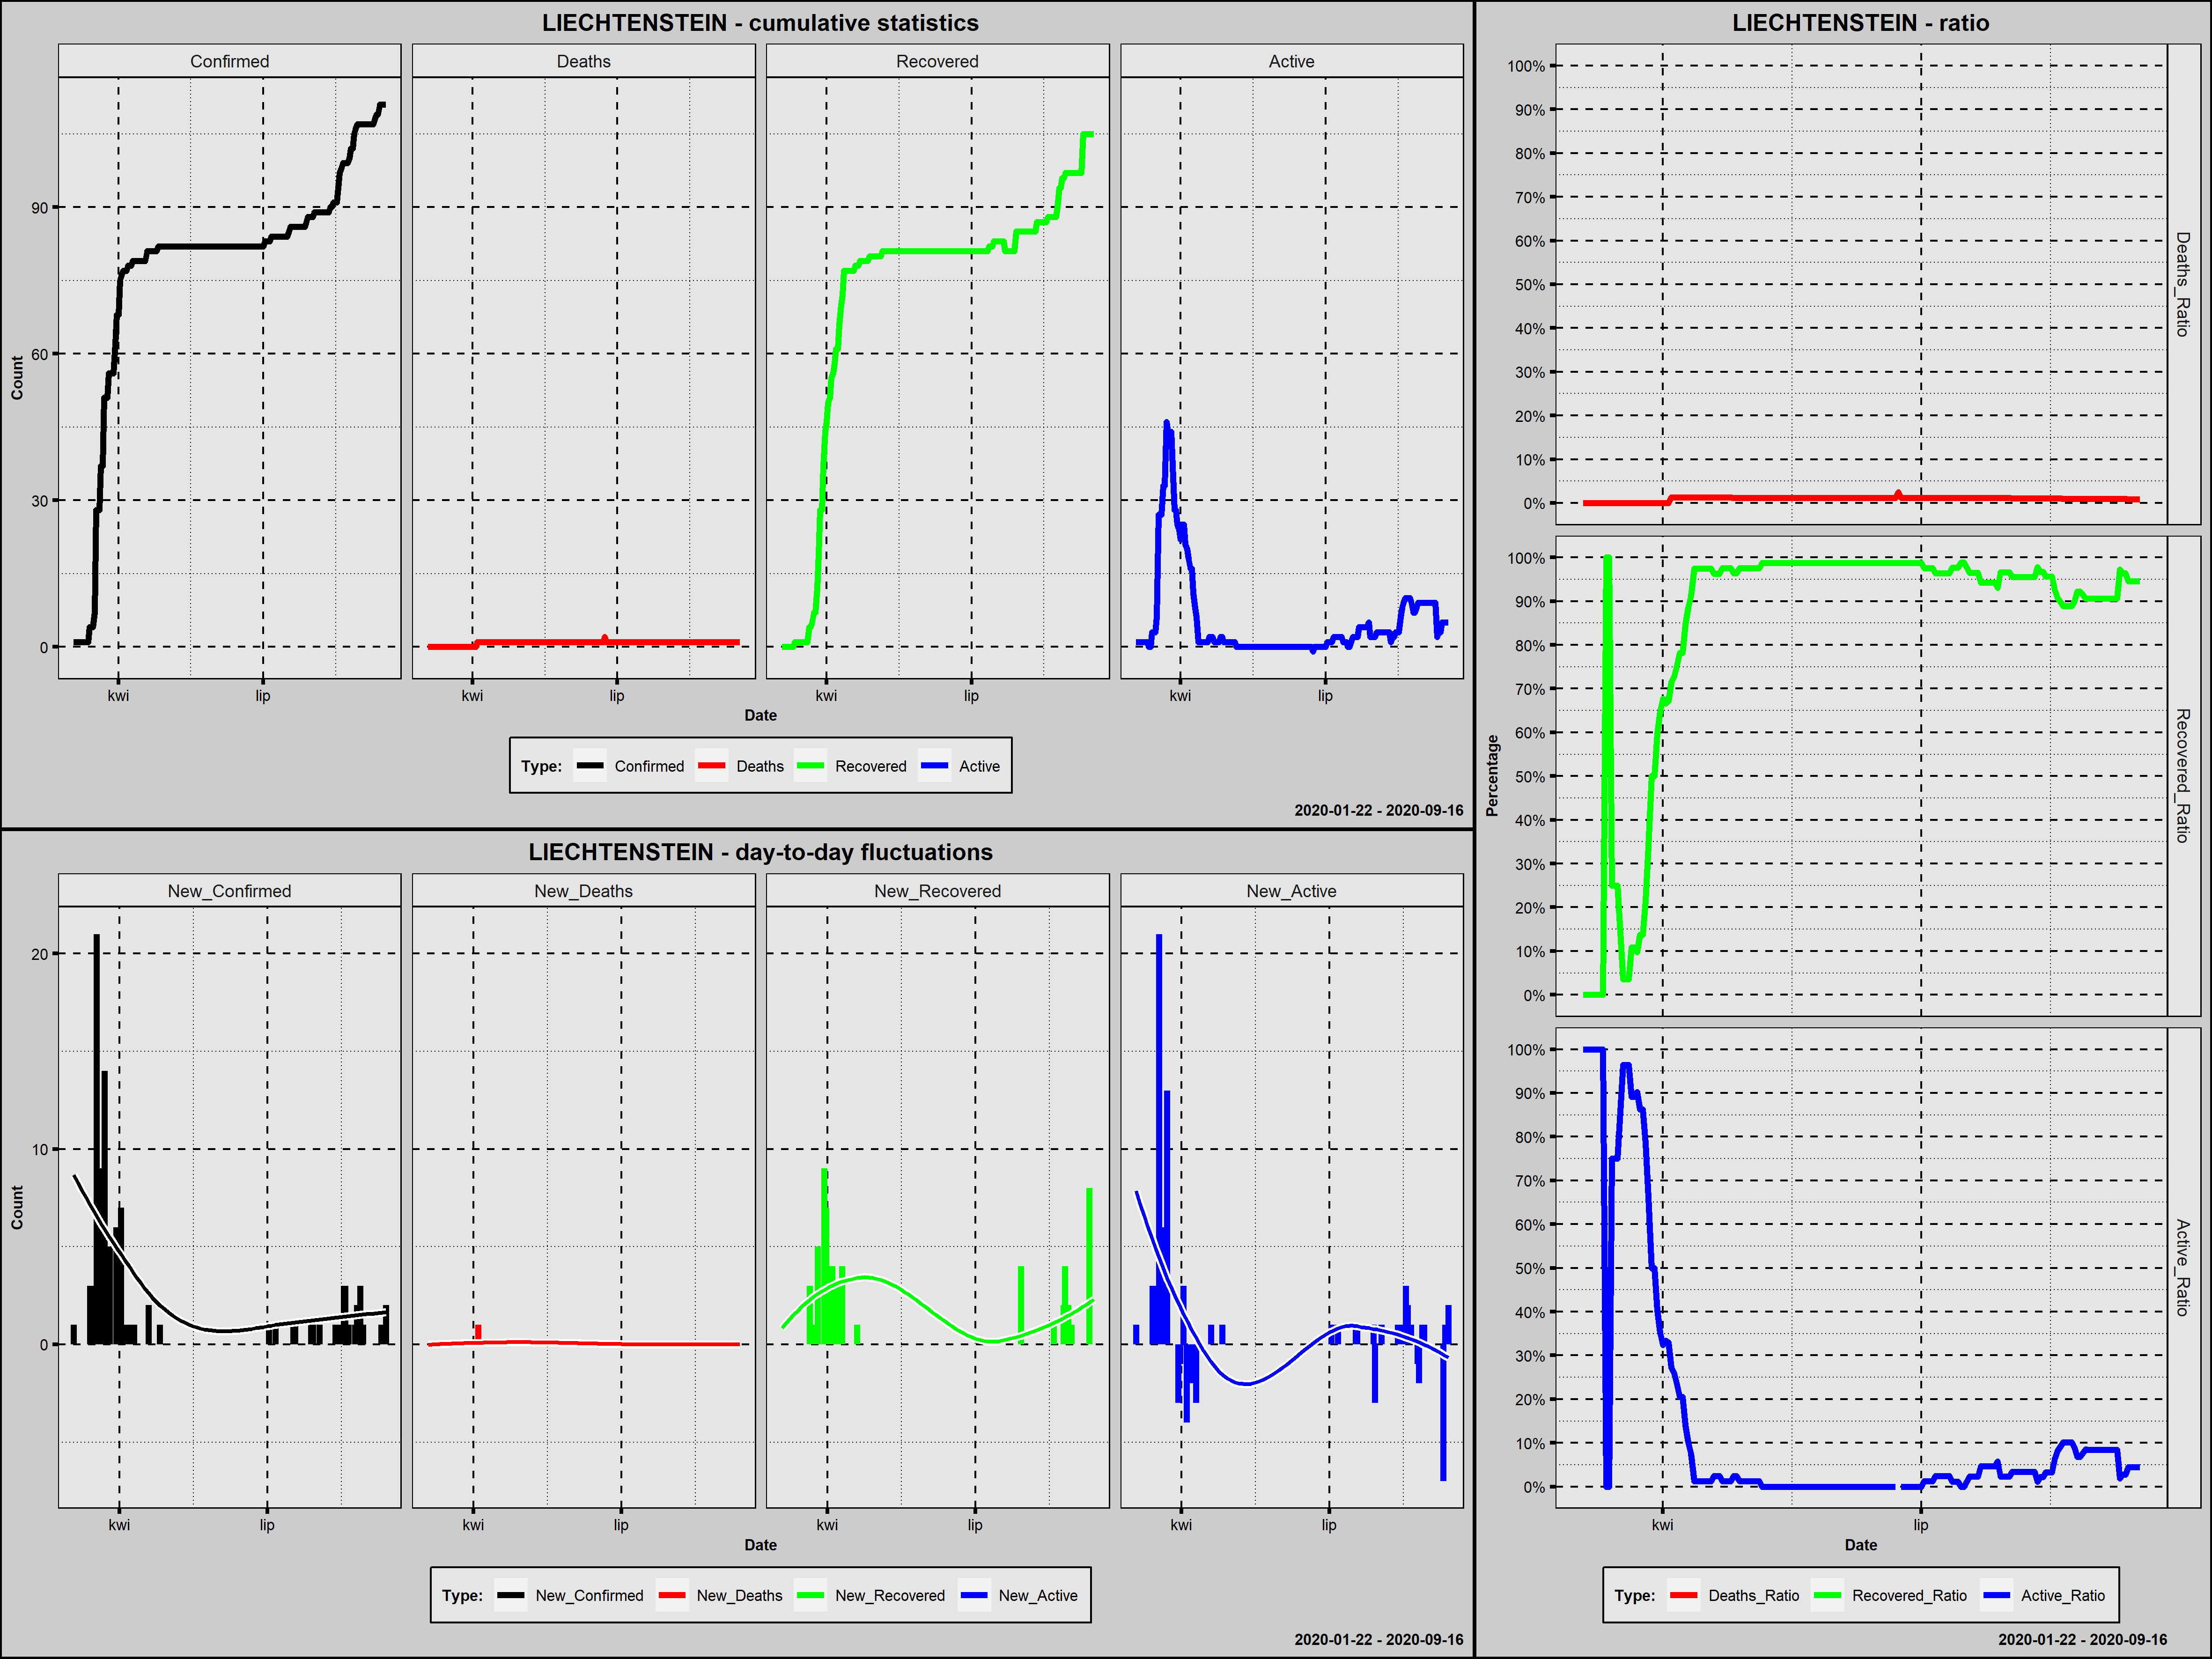 LIECHTENSTEIN - cumulative statistics
Confirmed Deaths Recovered Active
Count
90
60
30
0
kwi lip kwi lip kwi lip kwi lip
Date
Type: Confirmed Deaths Recovered Active
2020-01-22 - 2020-09-16
LIECHTENSTEIN - day-to-day fluctuations
New_Confirmed New_Deaths New_Recovered New_Active
Count
20
10
0
kwi lip kwi lip kwi lip kwi lip
Date
Type: New_Confirmed New_Deaths New_Recovered New_Active
2020-01-22 - 2020-09-16
LIECHTENSTEIN - ratio
Percentage
100%
90%
80%
70%
60%
50%
40%
30%
20%
10%
0%
Deaths_Ratio
100%
90%
80%
70%
60%
50%
40%
30%
20%
10%
0%
Recovered_Ratio
100%
90%
80%
70%
60%
50%
40%
30%
20%
10%
0%
Active_Ratio
kwi lip
Date
Type: Deaths_Ratio Recovered_Ratio Active_Ratio
2020-01-22 - 2020-09-16